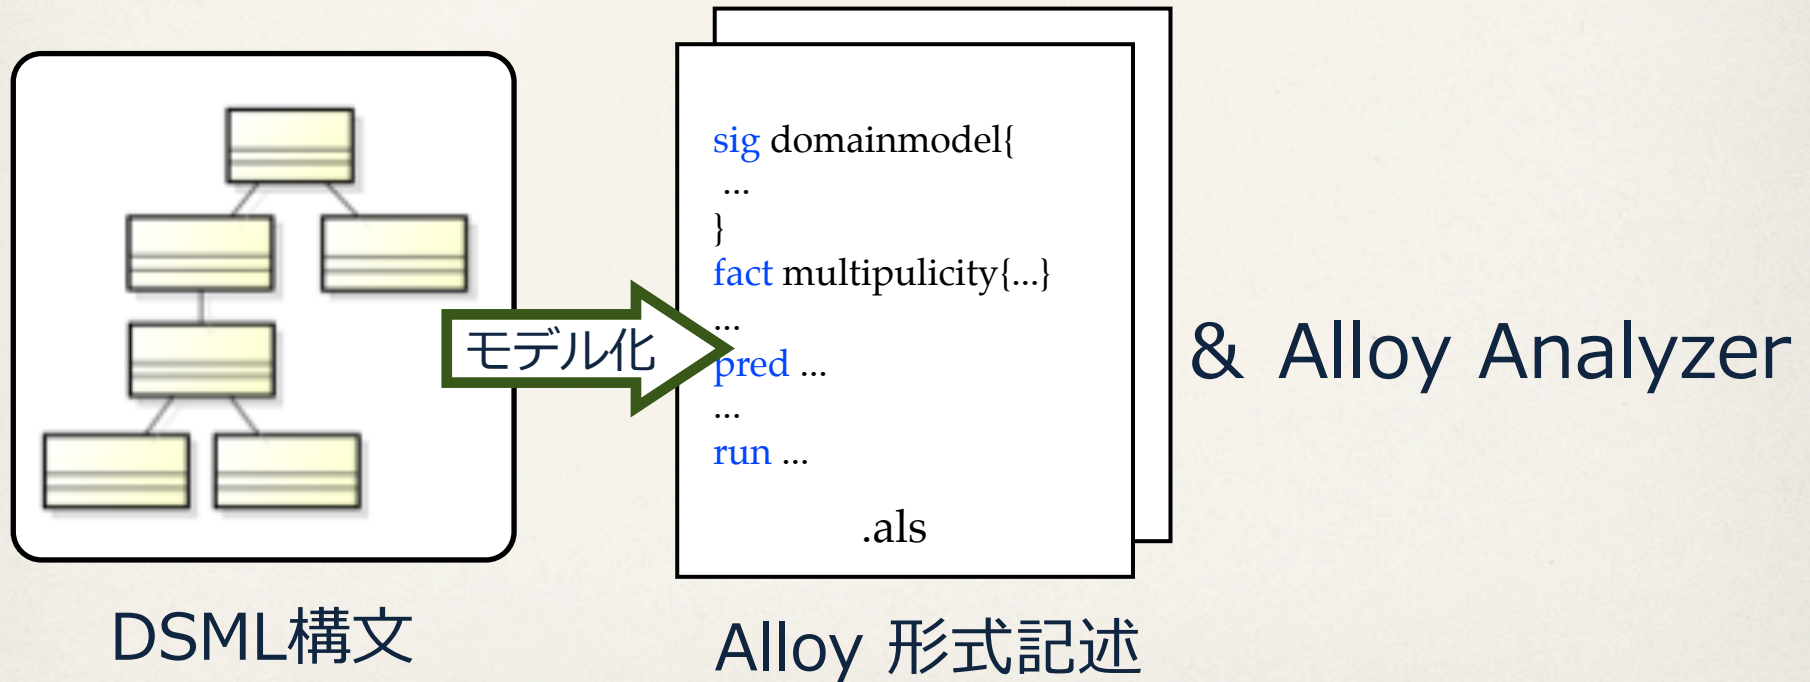 sig domainmodel{
...
}
fact multipulicity{...}
...
pred ...
...
run ...
.als
モデル化
& Alloy Analyzer
DSML構文
Alloy 形式記述